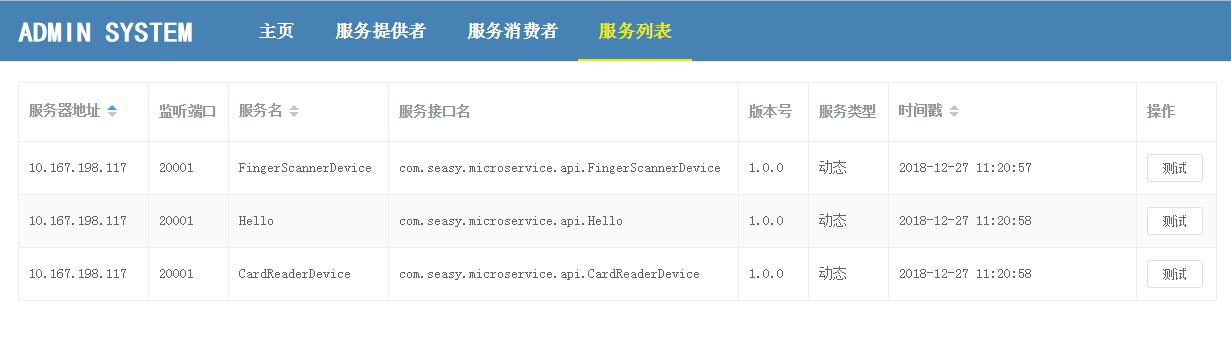 ADMIN SYSTEM 主页 服务提供者 服务消费者 服务列表
服务器地址 监听端口 服务名 服务接口名 版本号 服务类型 时间戳 操作
10.167.198.117 20001 FingerScannerDevice com.seasy.microservice.api.FingerScannerDevice 1.0.0 动态 2018-12-27 11:20:57 测试
10.167.198.117 20001 Hello com.seasy.microservice.api.Hello 1.0.0 动态 2018-12-27 11:20:58 测试
10.167.198.117 20001 CardReaderDevice com.seasy.microservice.api.CardReaderDevice 1.0.0 动态 2018-12-27 11:20:58 测试